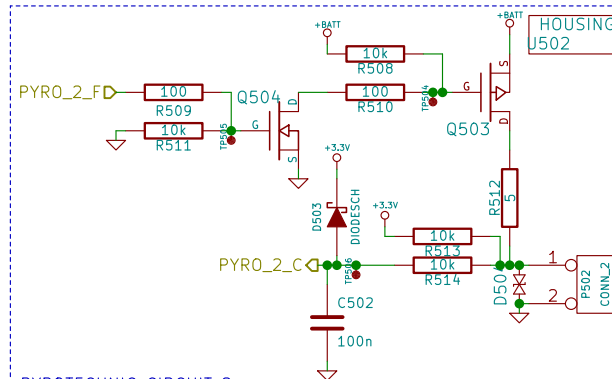 HOUSING
U502
+BATT
+BATT
10k
R508
PYRO_2_F
100
R509
Q504
D
G
S
100
R510
TP504
G
S
D
Q503
10k
R511
TP505
+3.3V
D503
DIODESCH
+3.3V
R512
5
10k
R513
PYRO_2_C
TP506
10k
R514
1
2
P502
CONN_2
C502
100n